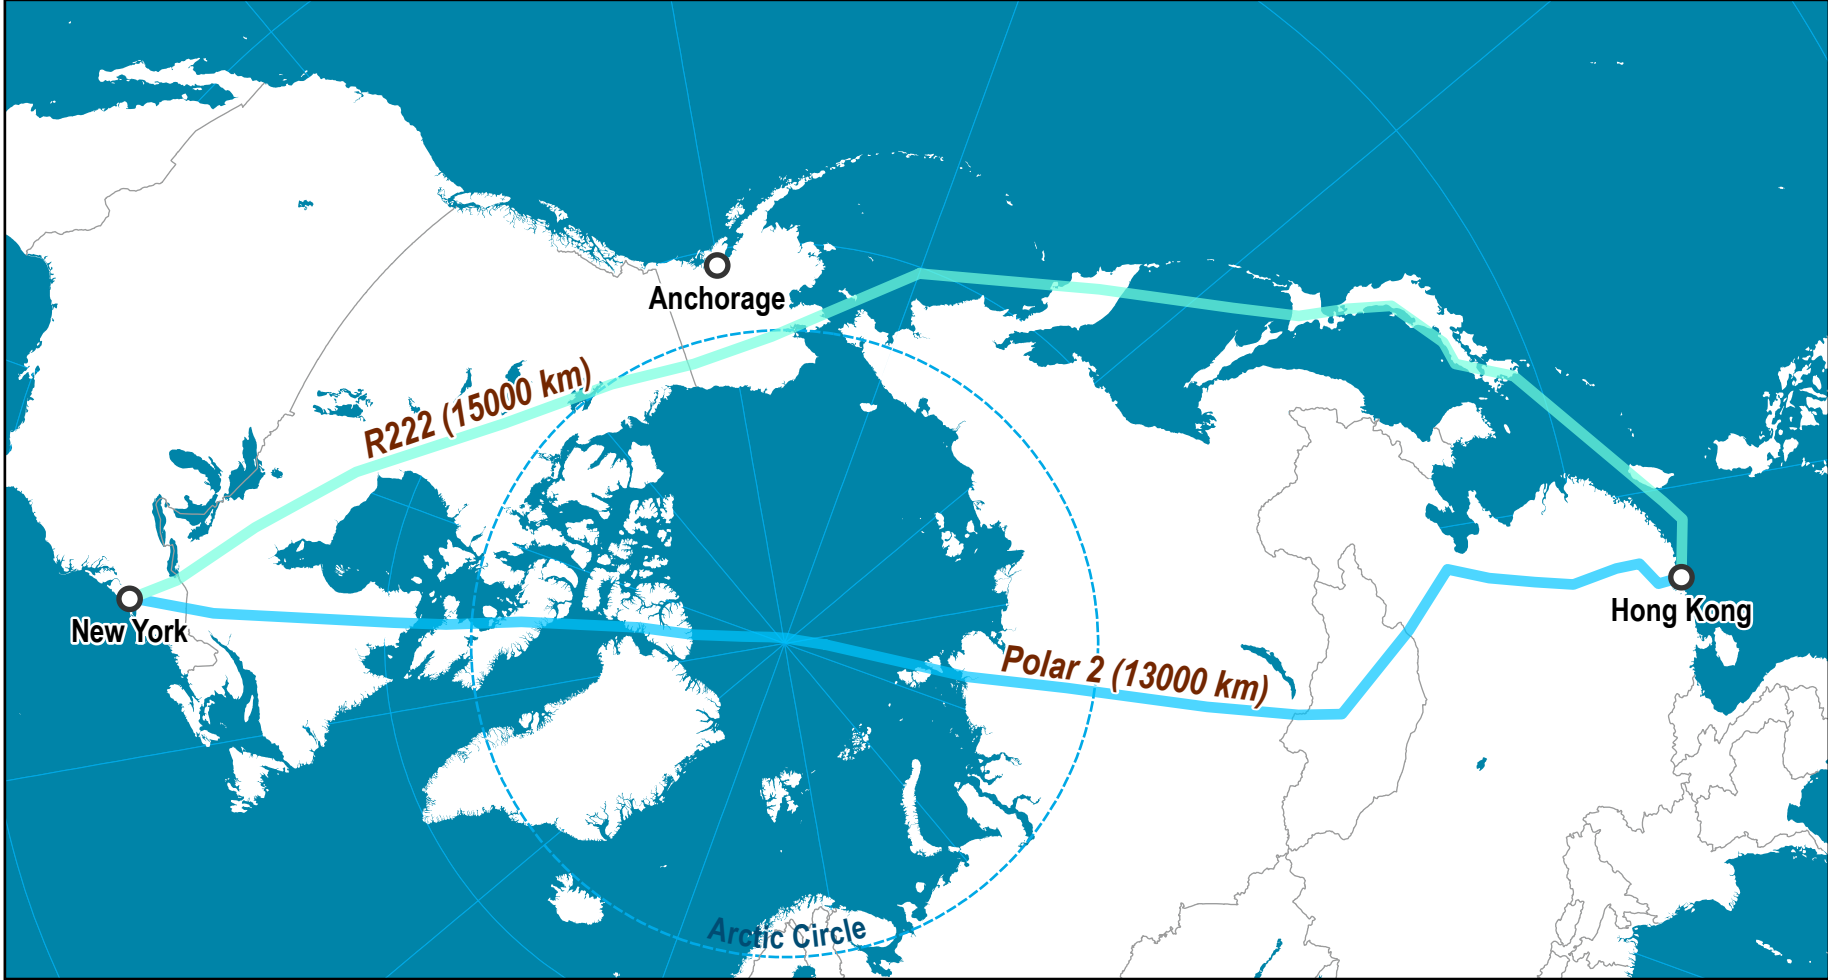 Anchorage
R222 (15000 km)
New York
Hong Kong
Polar 2 (13000 km)
Arctic Circle